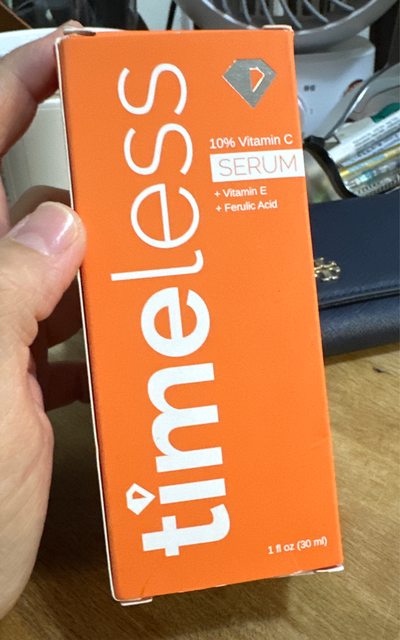 timeless
10% Vitamin C
SERUM
+ Vitamin E
+ Ferulic Acid
1 fl oz (30 ml)